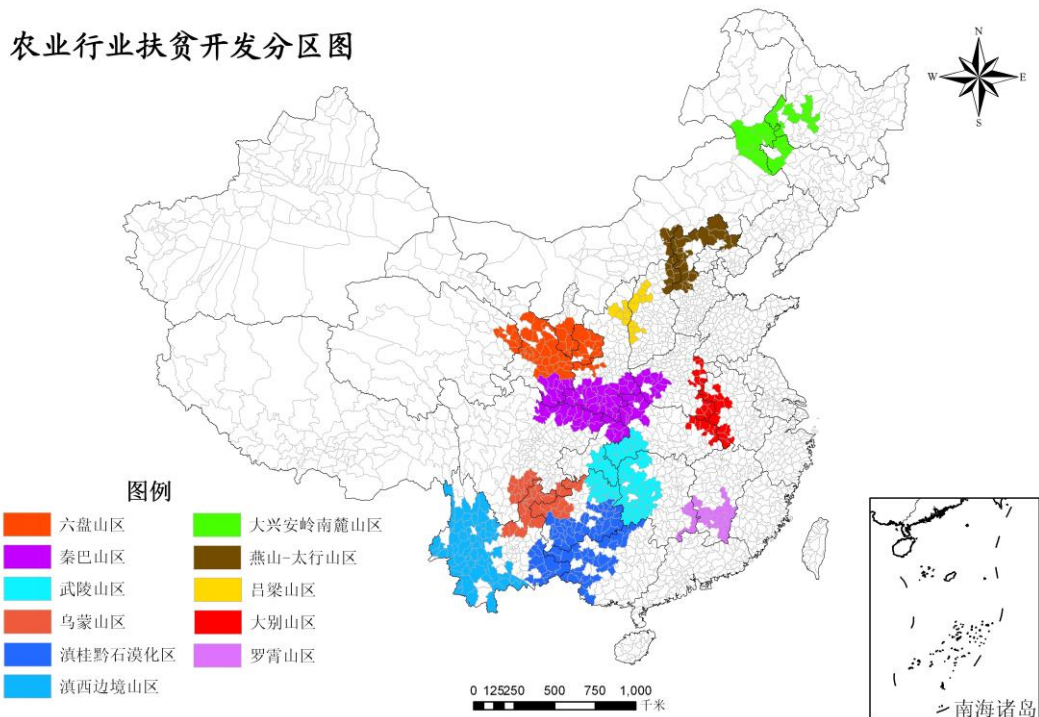 农业行业扶贫开发分区图
N
W
E
S
图例
六盘山区
秦巴山区
武陵山区
乌蒙山区
滇桂黔石漠化区
滇西边境山区
大兴安岭南麓山区
燕山-太行山区
吕梁山区
大别山区
罗霄山区
0 125250 500 750 1,000
千米
南海诸岛